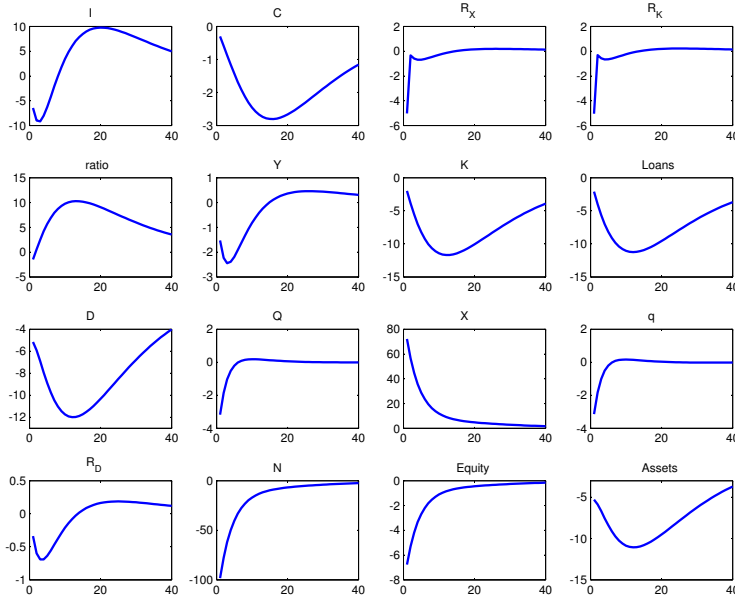 I C R_X R_K
10 0 2 2
5 -1 0 0
0 -2 -2 -2
-5 -4 -4
-10 -3 -6 -6
0 20 40 0 20 40 0 20 40 0 20 40
ratio Y K Loans
15 1 0 0
10 0 -5 -5
5 -1
0 -2 -10 -10
-5 -3 -15 -15
0 20 40 0 20 40 0 20 40 0 20 40
D Q X q
-4 2 80 2
-6 0 60 0
-8 40
-10 -2 20 -2
-12 -4 0 -4
0 20 40 0 20 40 0 20 40 0 20 40
R_D N Equity Assets
0.5 0 0 -5
0 -2
-0.5 -50 -4 -10
-6
-1 -100 -8 -15
0 20 40 0 20 40 0 20 40 0 20 40